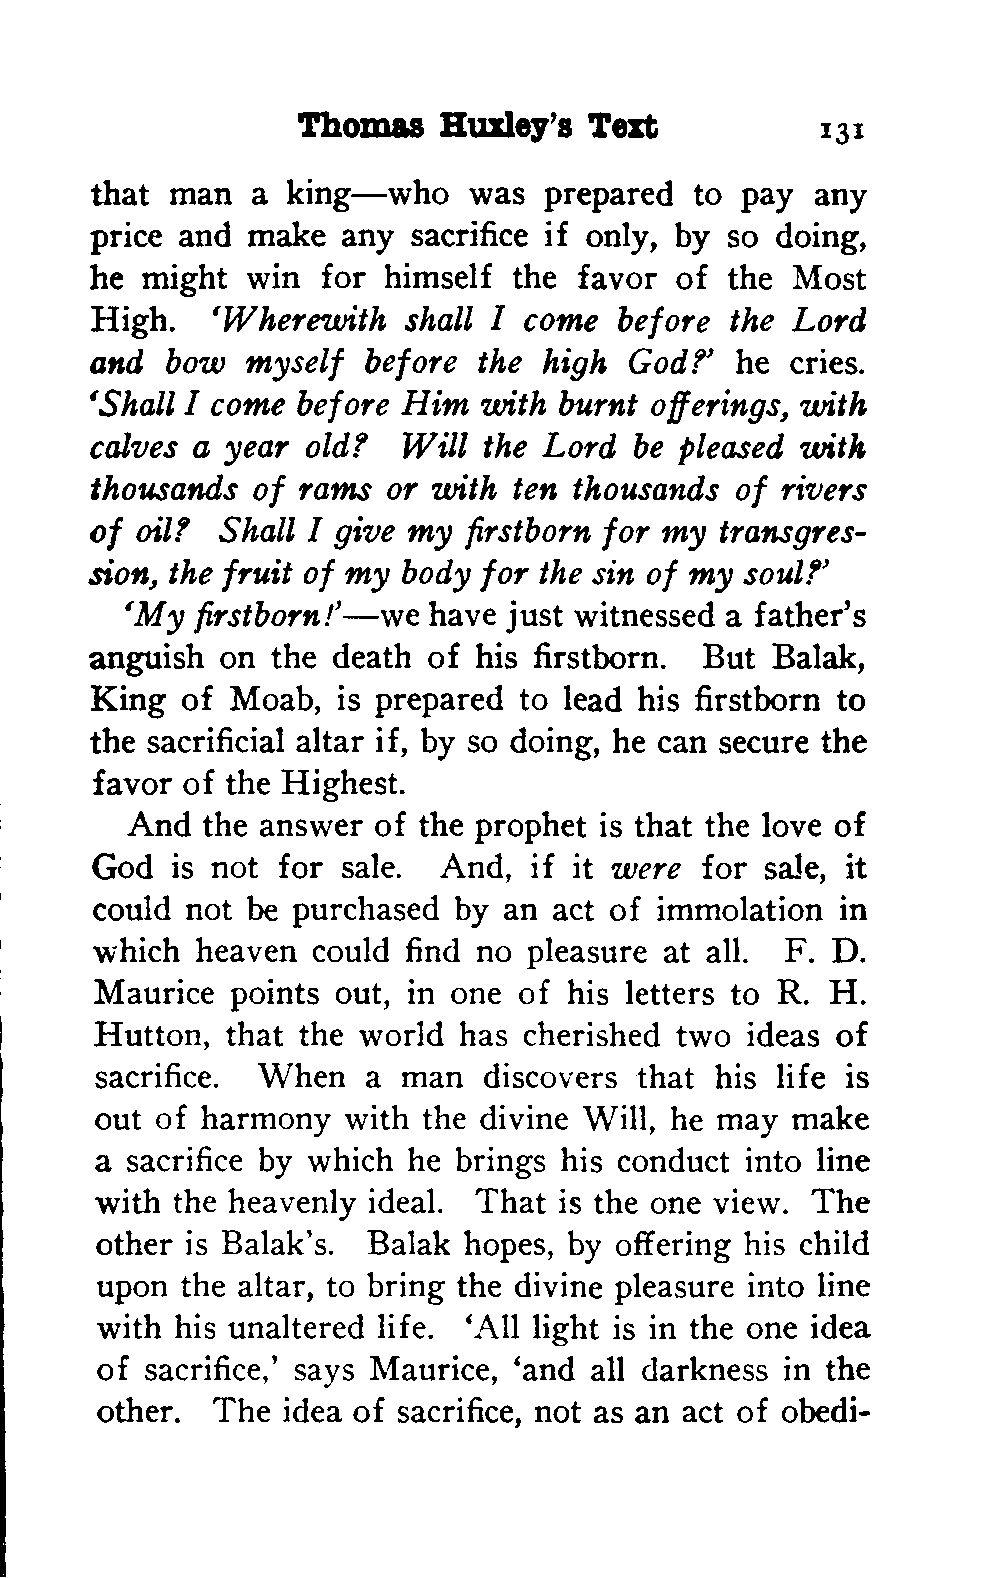 Thomas Huxley's Text 131
that man a king—who was prepared to pay any
price and make any sacrifice if only, by so doing,
he might win for himself the favor of the Most
High. 'Wherewith shall I come before the Lord
and bow myself before the high God?' he cries.
'Shall I come before Him with burnt offerings, with
calves a year old? Will the Lord be pleased with
thousands of rams or with ten thousands of rivers
of oil? Shall I give my firstborn for my transgres-
sion, the fruit of my body for the sin of my soul?'
'My firstborn!'—we have just witnessed a father's
anguish on the death of his firstborn. But Balak,
King of Moab, is prepared to lead his firstborn to
the sacrificial altar if, by so doing, he can secure the
favor of the Highest.
And the answer of the prophet is that the love of
God is not for sale. And, if it were for sale, it
could not be purchased by an act of immolation in
which heaven could find no pleasure at all. F. D.
Maurice points out, in one of his letters to R. H.
Hutton, that the world has cherished two ideas of
sacrifice. When a man discovers that his life is
out of harmony with the divine Will, he may make
a sacrifice by which he brings his conduct into line
with the heavenly ideal. That is the one view. The
other is Balak's. Balak hopes, by offering his child
upon the altar, to bring the divine pleasure into line
with his unaltered life. 'All light is in the one idea
of sacrifice,' says Maurice, 'and all darkness in the
other. The idea of sacrifice, not as an act of obedi-